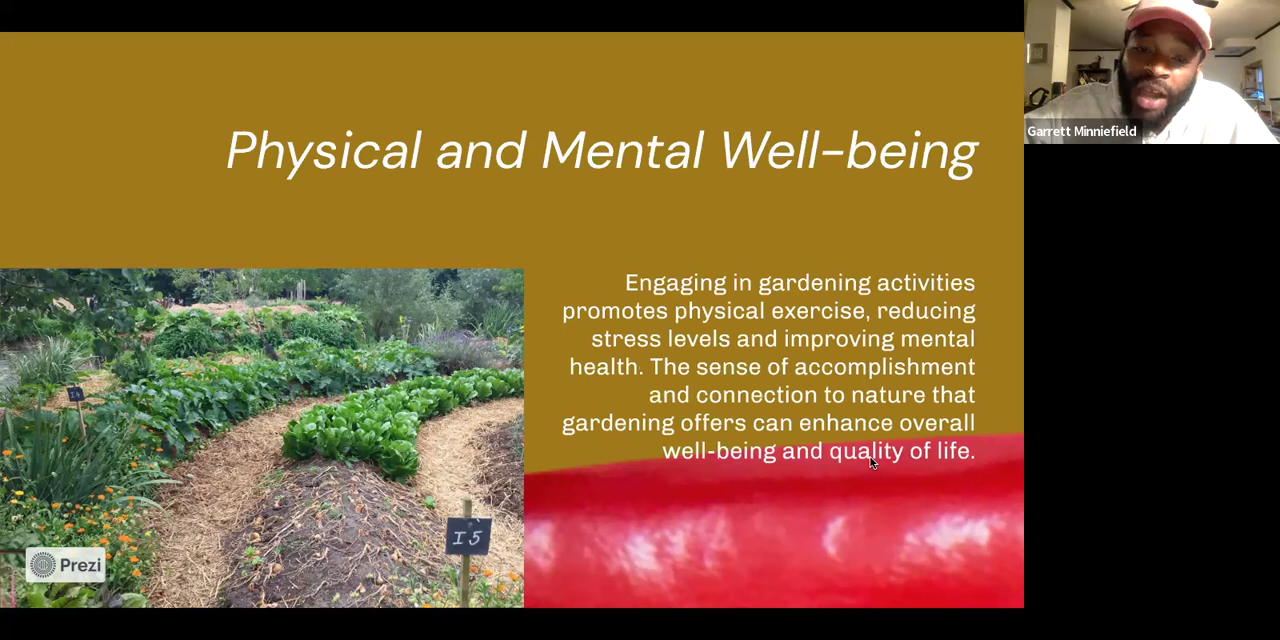 Garrett Minniefield
Physical and Mental Well-being
Engaging in gardening activities
promotes physical exercise, reducing
stress levels and improving mental
health. The sense of accomplishment
and connection to nature that
gardening offers can enhance overall
well-being and quality of life.
I4
I5
Prezi